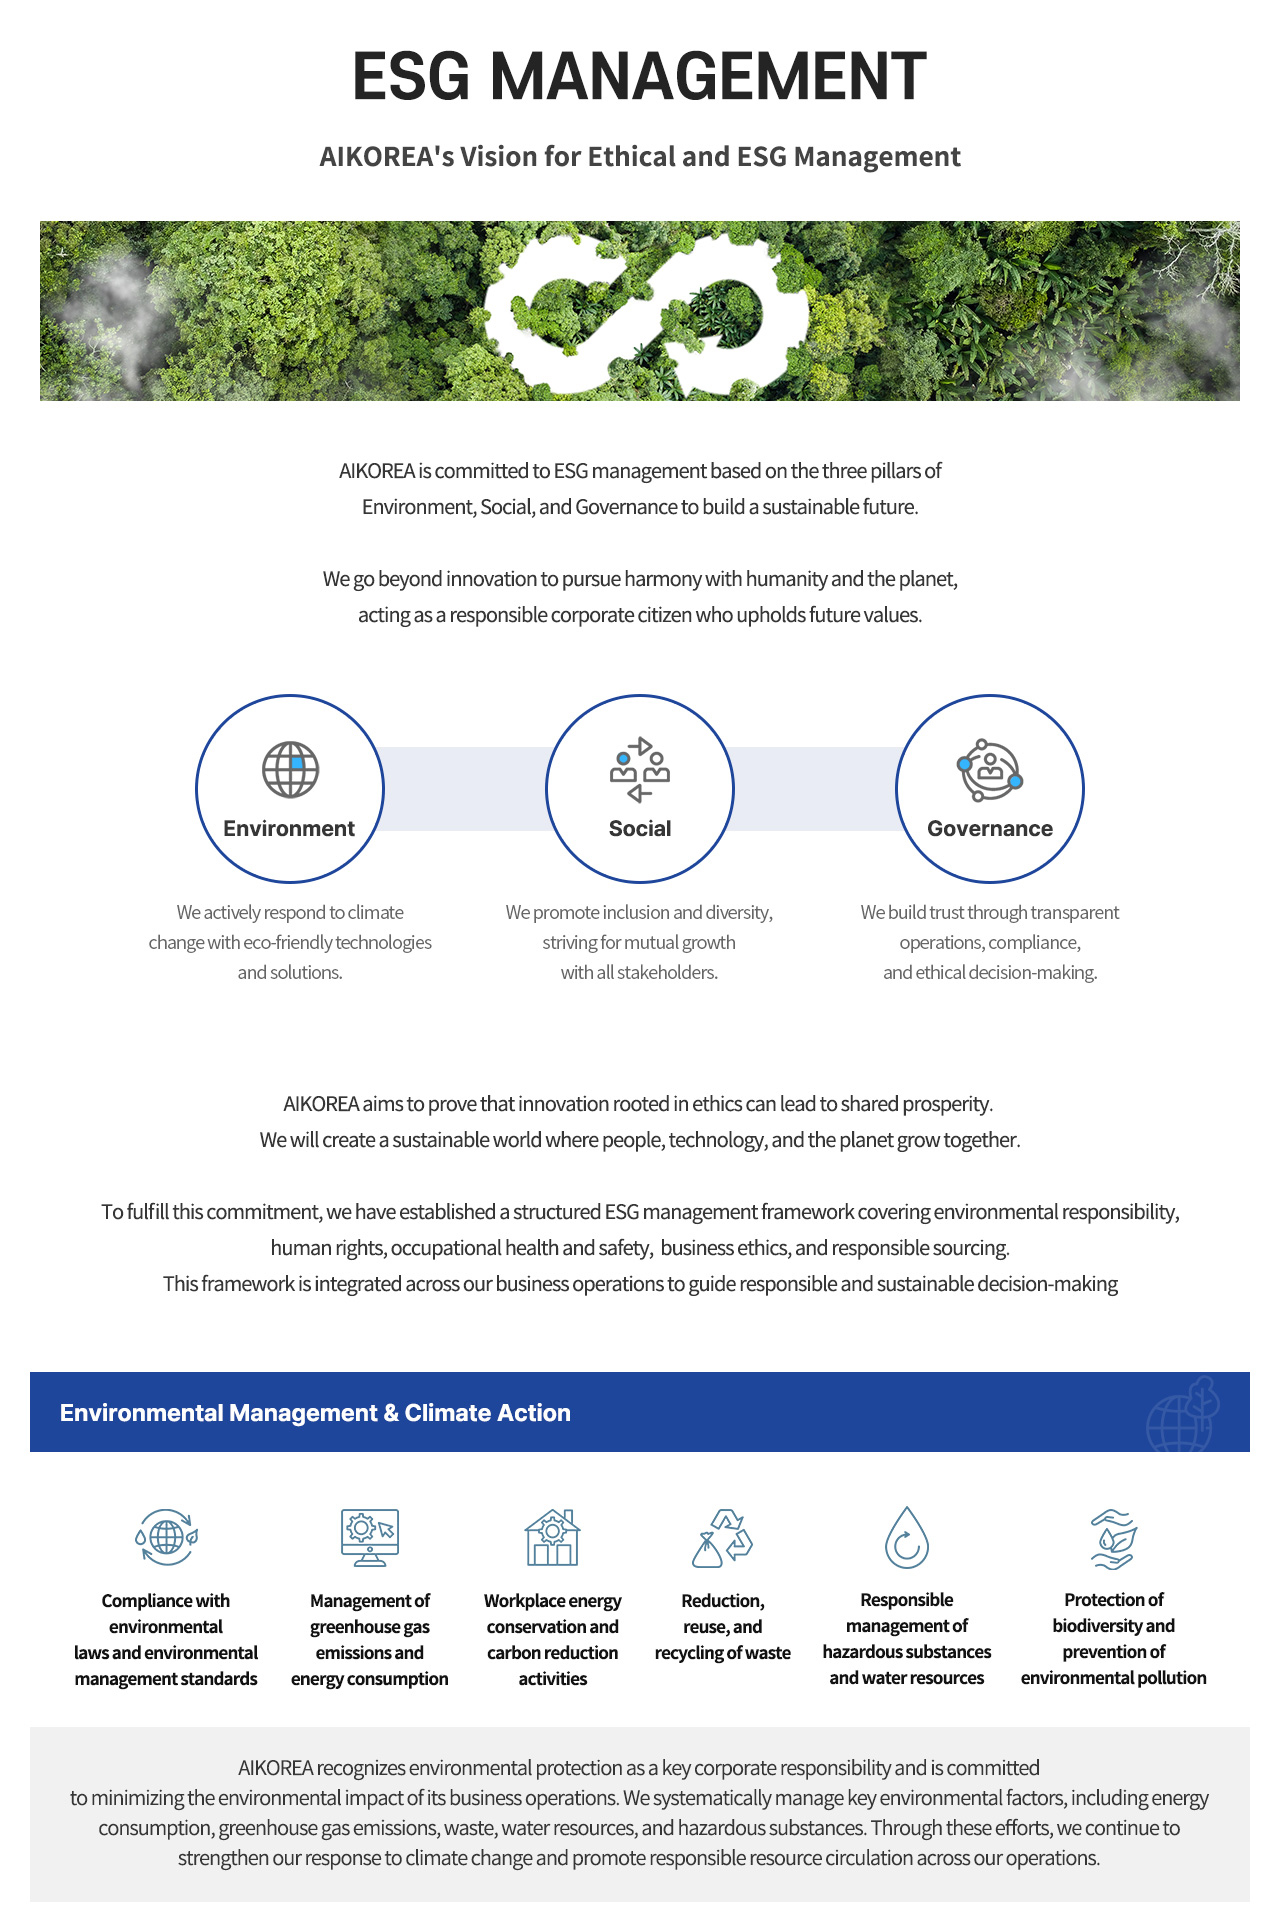 ESG MANAGEMENT
AIKOREA's Vision for Ethical and ESG Management
AIKOREA is committed to ESG management based on the three pillars of
Environment, Social, and Governance to build a sustainable future.
We go beyond innovation to pursue harmony with humanity and the planet,
acting as a responsible corporate citizen who upholds future values.
Environment
We actively respond to climate
change with eco-friendly technologies
and solutions.
Social
We promote inclusion and diversity,
striving for mutual growth
with all stakeholders.
Governance
We build trust through transparent
operations, compliance,
and ethical decision-making.
AIKOREA aims to prove that innovation rooted in ethics can lead to shared prosperity.
We will create a sustainable world where people, technology, and the planet grow together.
To fulfill this commitment, we have established a structured ESG management framework covering environmental responsibility,
human rights, occupational health and safety, business ethics, and responsible sourcing.
This framework is integrated across our business operations to guide responsible and sustainable decision-making
Environmental Management & Climate Action
Compliance with
environmental
laws and environmental
management standards
Management of
greenhouse gas
emissions and
energy consumption
Workplace energy
conservation and
carbon reduction
activities
Reduction,
reuse, and
recycling of waste
Responsible
management of
hazardous substances
and water resources
Protection of
biodiversity and
prevention of
environmental pollution
AIKOREA recognizes environmental protection as a key corporate responsibility and is committed
to minimizing the environmental impact of its business operations. We systematically manage key environmental factors, including energy
consumption, greenhouse gas emissions, waste, water resources, and hazardous substances. Through these efforts, we continue to
strengthen our response to climate change and promote responsible resource circulation across our operations.